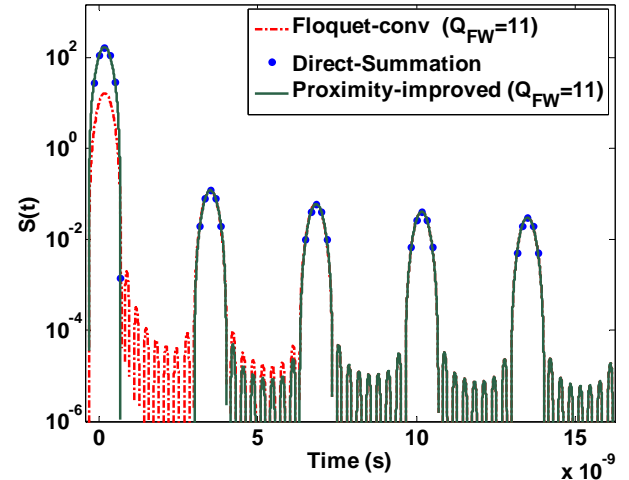 Floquet-conv (Q_FW=11)
Direct-Summation
Proximity-improved (Q_FW=11)
S(t)
10^2
10^0
10^-2
10^-4
10^-6
0 5 10 15
Time (s)
x 10^-9